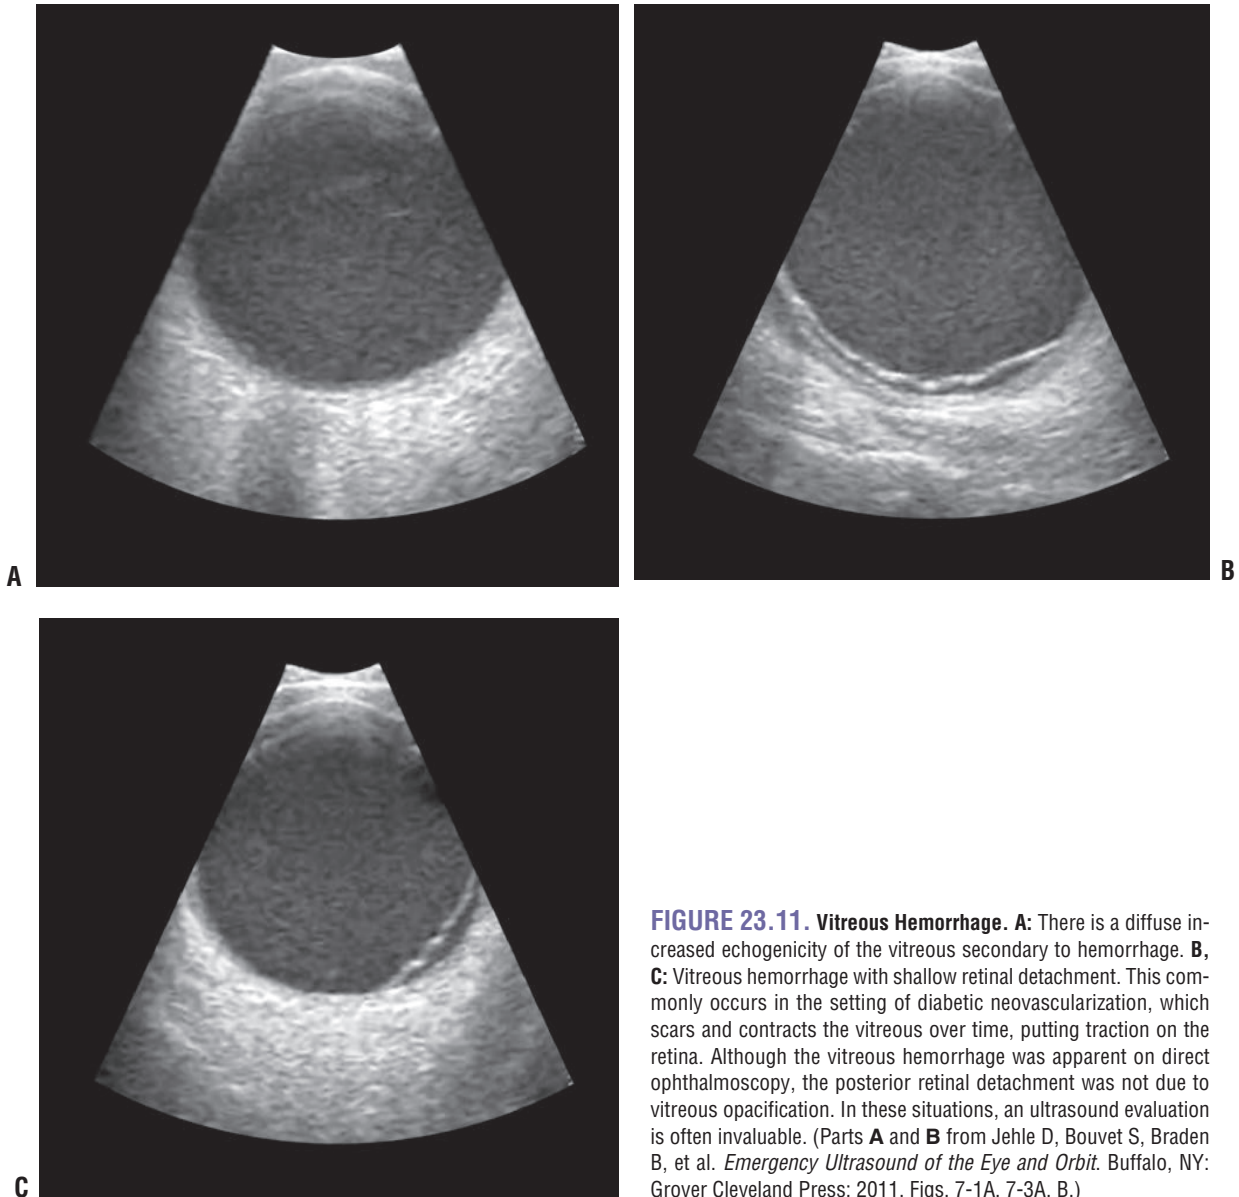 A
B
C
FIGURE 23.11. Vitreous Hemorrhage. A: There is a diffuse in-
creased echogenicity of the vitreous secondary to hemorrhage. B,
C: Vitreous hemorrhage with shallow retinal detachment. This com-
monly occurs in the setting of diabetic neovascularization, which
scars and contracts the vitreous over time, putting traction on the
retina. Although the vitreous hemorrhage was apparent on direct
ophthalmoscopy, the posterior retinal detachment was not due to
vitreous opacification. In these situations, an ultrasound evaluation
is often invaluable. (Parts A and B from Jehle D, Bouvet S, Braden
B, et al. Emergency Ultrasound of the Eye and Orbit. Buffalo, NY:
Grover Cleveland Press; 2011. Figs. 7-1A, 7-3A, B.)